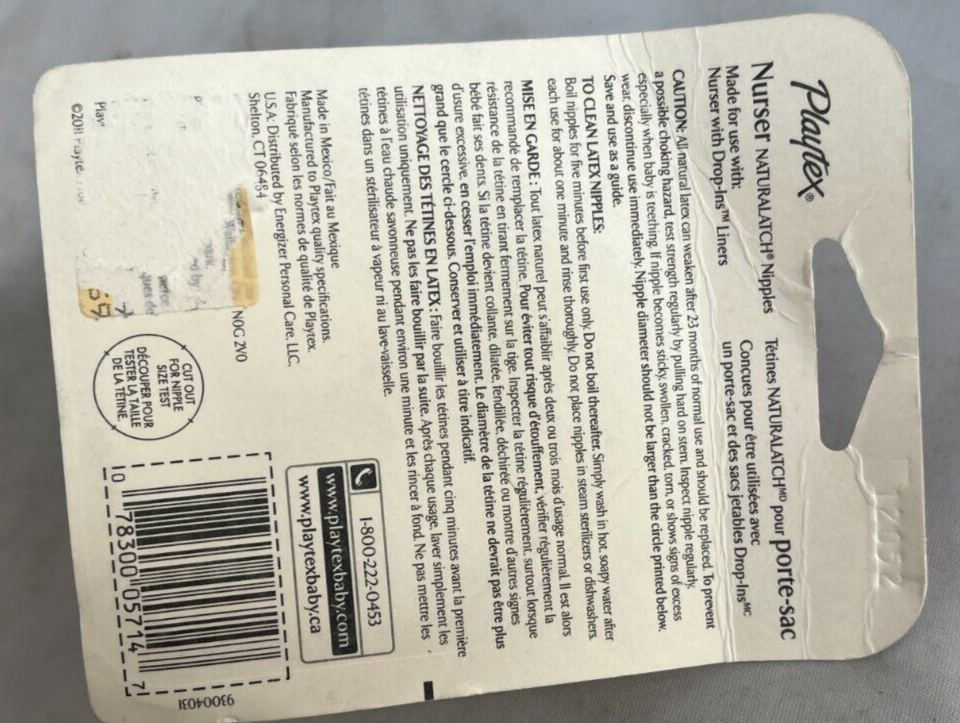 Playtex®
Nurser NATURALATCH® Nipples
Made for use with:
Nurser with Drop-Ins™ Liners
Tétines NATURALATCHMD pour porte-sac
Concues pour être utilisées avec
un porte-sac et des sacs jetables Drop-InsMC
CAUTION: All natural latex can weaken after 2-3 months of normal use and should be replaced. To prevent
a possible choking hazard, test strength regularly by pulling hard on stem. Inspect nipple regularly,
especially when baby is teething. If nipple becomes sticky, swollen, cracked, torn, or shows signs of excess
wear, discontinue use immediately. Nipple diameter should not be larger than the circle printed below.
Save and use as a guide.
TO CLEAN LATEX NIPPLES:
Boil nipples for five minutes before first use only. Do not boil thereafter. Simply wash in hot, soapy water after
each use for about one minute and rinse thoroughly. Do not place nipples in steam sterilizers or dishwashers.
MISE EN GARDE : Tout latex naturel peut s'affaiblir après deux ou trois mois d'usage normal. Il est alors
recommandé de remplacer la tétine. Pour éviter tout risque d'étouffement, vérifier régulièrement la
résistance de la tétine en tirant fermement sur la tige. Inspecter la tétine régulièrement, surtout lorsque
bébé fait ses dents. Si la tétine devient collante, dilatée, fendillée, déchirée ou montre d'autres signes
d'usure excessive, en cesser l'emploi immédiatement. Le diamètre de la tétine ne devrait pas être plus
grand que le cercle ci-dessous. Conserver et utiliser à titre indicatif.
NETTOYAGE DES TÉTINES EN LATEX : Faire bouillir les tétines pendant cinq minutes avant la première
utilisation uniquement. Ne pas les faire bouillir par la suite. Après chaque usage, laver simplement les
tétines à l'eau chaude savonneuse pendant environ une minute et les rincer à fond. Ne pas mettre les
tétines dans un stérilisateur à vapeur ni au lave-vaisselle.
Made in Mexico/Fait au Mexique
Manufactured to Playtex quality specifications.
Fabriqué selon les normes de qualité de Playtex.
U.S.A: Distributed by Energizer Personal Care, LLC.
Shelton, CT 06484
N0G 2V0
Play
©2011 Playte
CUT OUT
FOR NIPPLE
SIZE TEST
DÉCOUPER POUR
TESTER LA TAILLE
DE LA TÉTINE.
1-800-222-0453
www.playtexbaby.com
www.playtexbaby.ca
0 78300 05714 7
93004031